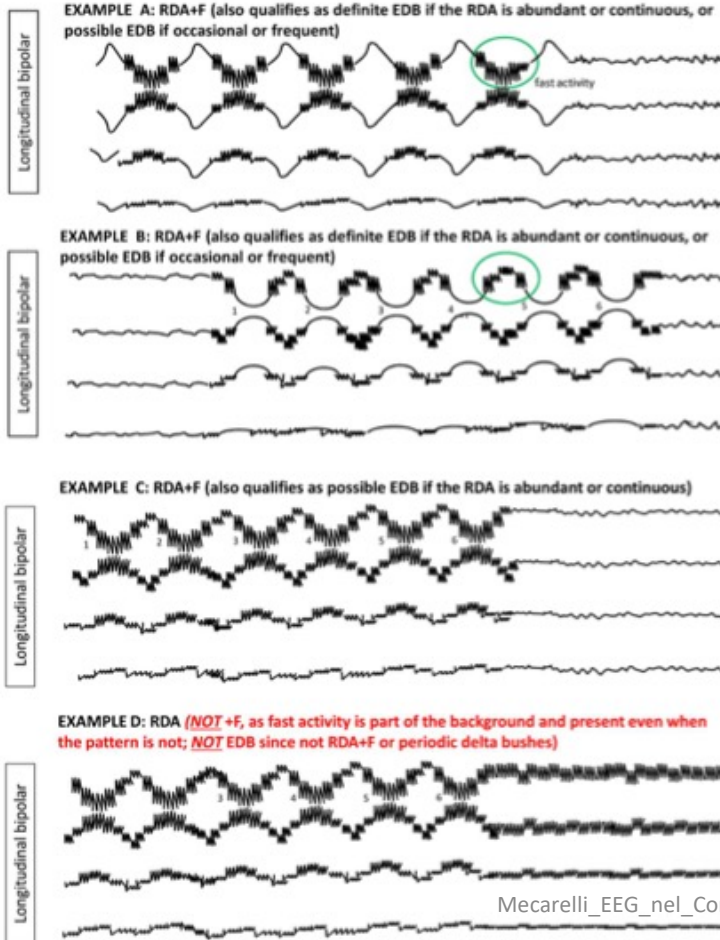 EXAMPLE A: RDA+F (also qualifies as definite EDB if the RDA is abundant or continuous, or
possible EDB if occasional or frequent)
Longitudinal bipolar
fast activity
EXAMPLE B: RDA+F (also qualifies as definite EDB if the RDA is abundant or continuous, or
possible EDB if occasional or frequent)
Longitudinal bipolar
1 2 3 4 5 6
EXAMPLE C: RDA+F (also qualifies as possible EDB if the RDA is abundant or continuous)
Longitudinal bipolar
1 2 3 4 5 6
EXAMPLE D: RDA (NOT +F, as fast activity is part of the background and present even when
the pattern is not; NOT EDB since not RDA+F or periodic delta bushes)
Longitudinal bipolar
3 4 5 6
Mecarelli_EEG_nel_Co